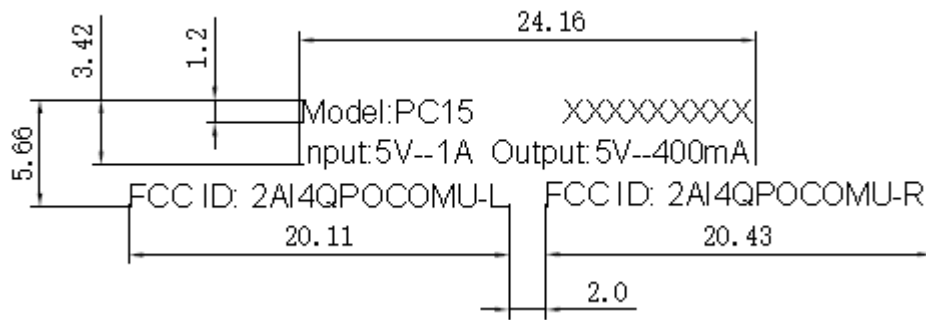 24.16
3.42
1.2
5.66
Model:PC15 XXXXXXXXX
nput:5V--1A Output:5V--400mA
FCC ID: 2AI4QPOCOMU-L FCC ID: 2AI4QPOCOMU-R
20.11 20.43
2.0